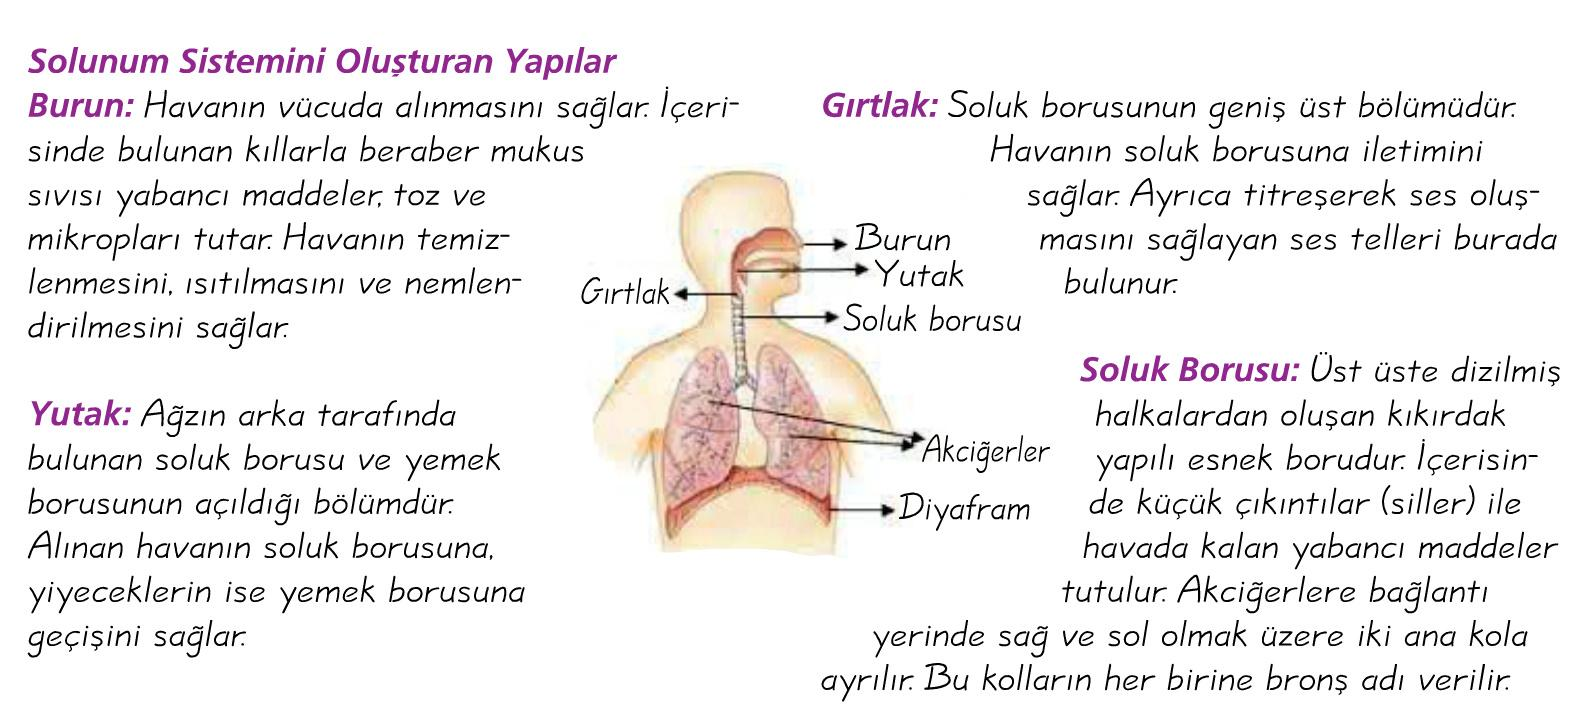 Solunum Sistemini Oluşturan Yapılar
Burun: Havanın vücuda alınmasını sağlar. İçeri-
sinde bulunan kıllarla beraber mukus
sıvısı yabancı maddeler, toz ve
mikropları tutar. Havanın temiz-
lenmesini, ısıtılmasını ve nemlen-
dirilmesini sağlar.
Yutak: Ağzın arka tarafında
bulunan soluk borusu ve yemek
borusunun açıldığı bölümdür.
Alınan havanın soluk borusuna,
yiyeceklerin ise yemek borusuna
geçişini sağlar.
Burun
Yutak
Gırtlak
Soluk borusu
Akciğerler
Diyafram
Gırtlak: Soluk borusunun geniş üst bölümüdür.
Havanın soluk borusuna iletimini
sağlar. Ayrıca titreşerek ses oluş-
masını sağlayan ses telleri burada
bulunur.
Soluk Borusu: Üst üste dizilmiş
halkalardan oluşan kıkırdak
yapılı esnek borudur. İçerisin-
de küçük çıkıntılar (siller) ile
havada kalan yabancı maddeler
tutulur. Akciğerlere bağlantı
yerinde sağ ve sol olmak üzere iki ana kola
ayrılır. Bu kolların her birine bronş adı verilir.